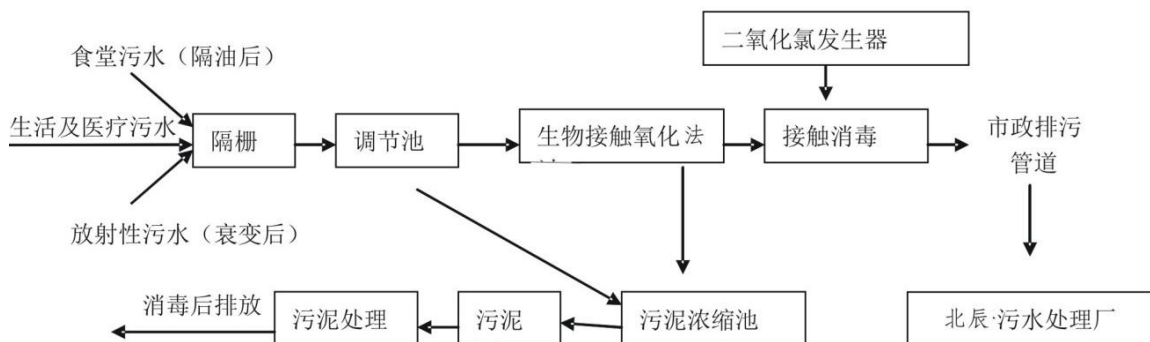 二氧化氯发生器
食堂污水（隔油后）
生活及医疗污水
隔栅
调节池
生物接触氧化法
接触消毒
市政排污
管道
放射性污水（衰变后）
消毒后排放
污泥处理
污泥
污泥浓缩池
北辰·污水处理厂